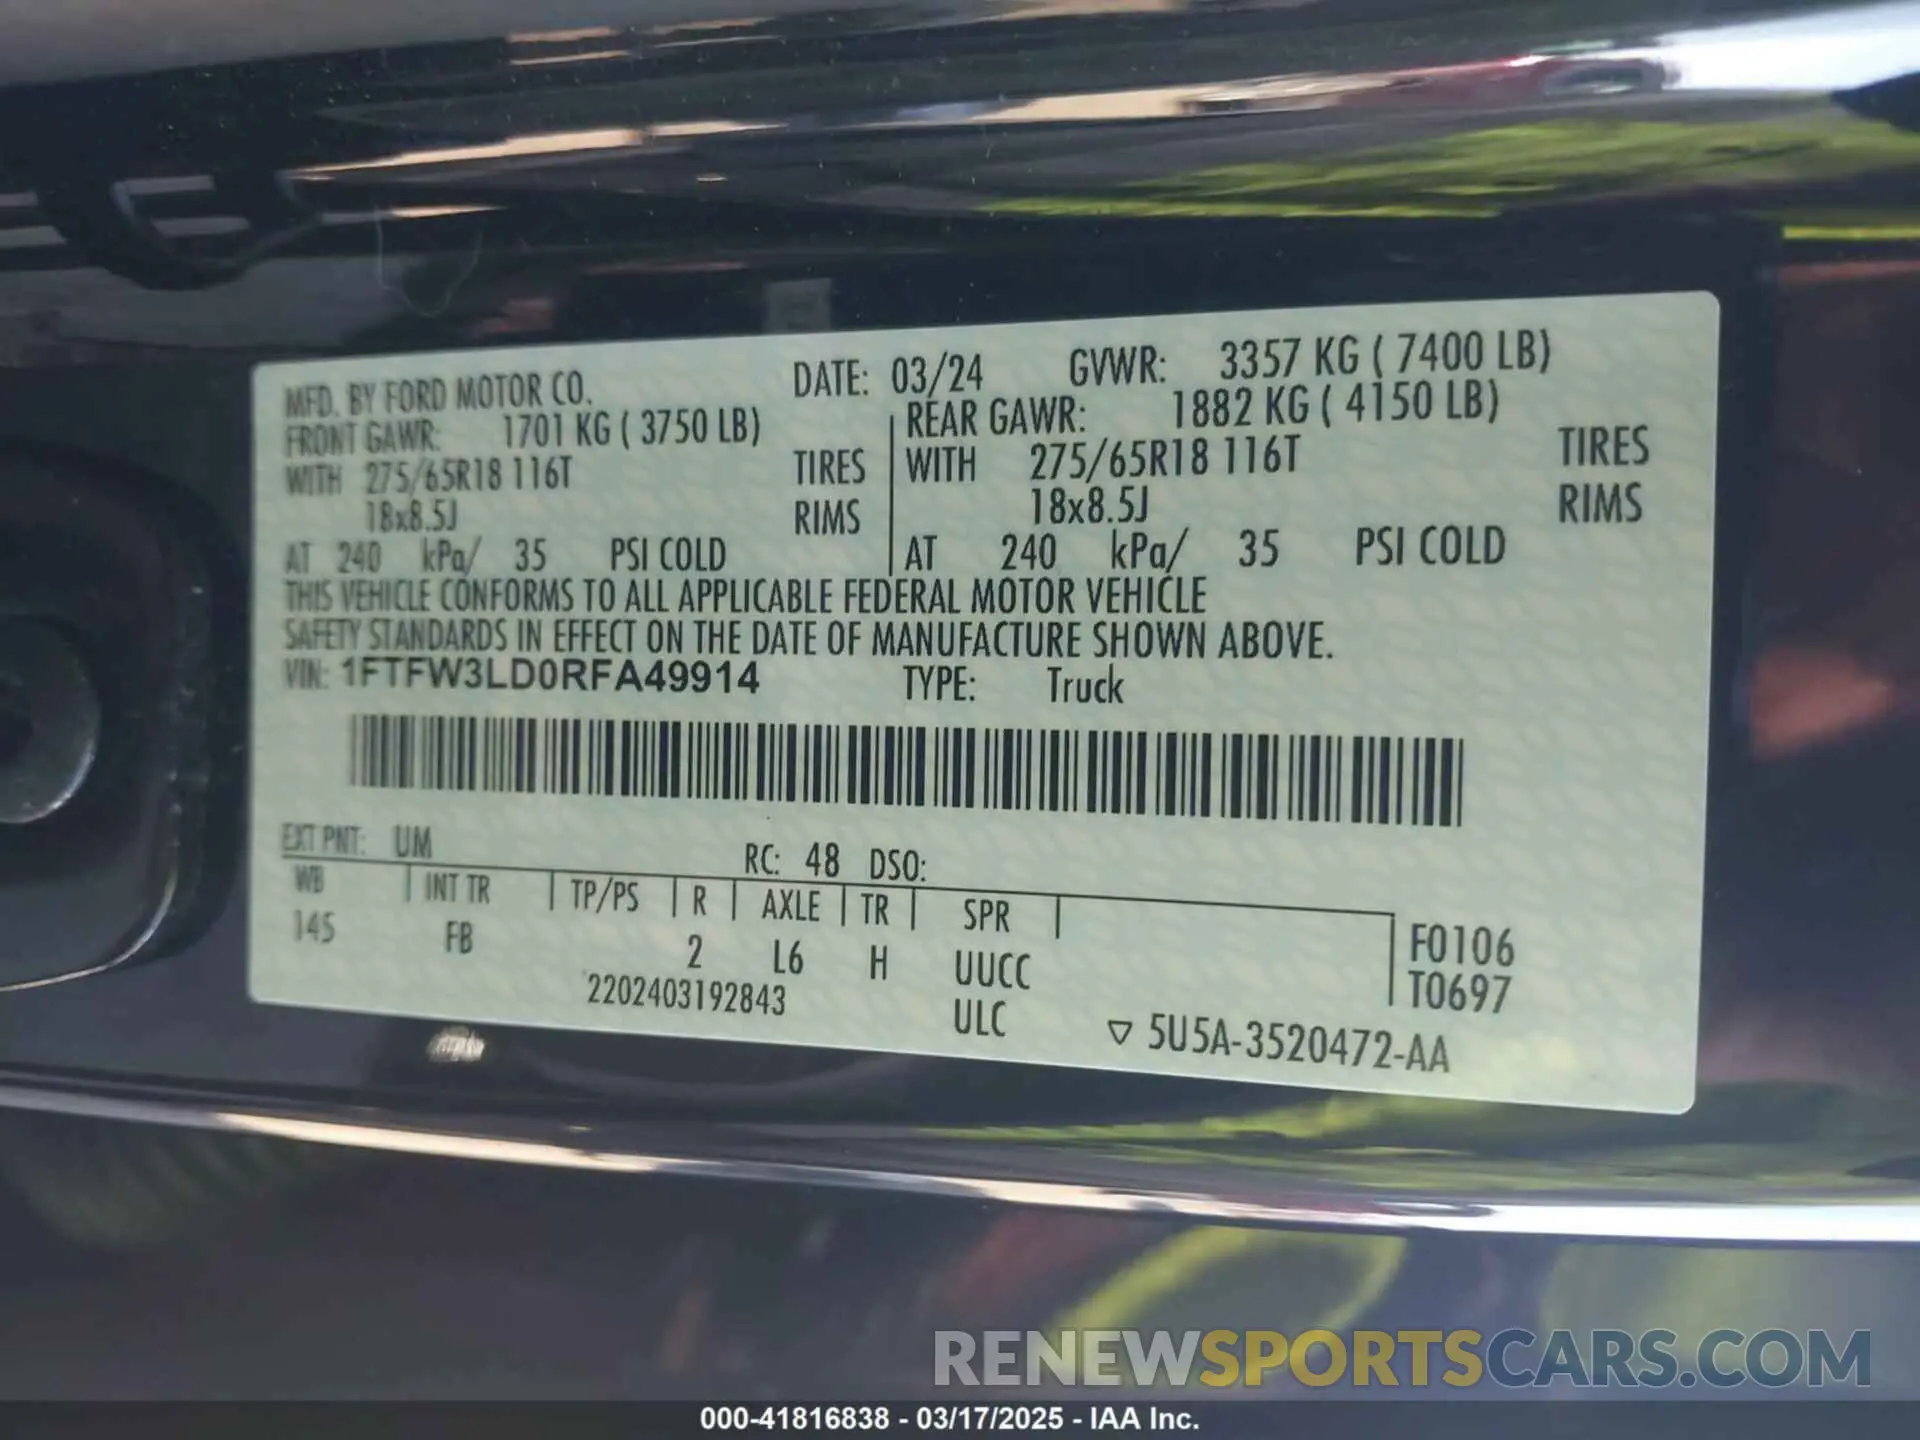 MFD. BY FORD MOTOR CO. DATE: 03/24 GVWR: 3357 KG ( 7400 LB)
FRONT GAWR: 1701 KG ( 3750 LB) REAR GAWR: 1882 KG ( 4150 LB)
WITH 275/65R18 116T TIRES WITH 275/65R18 116T TIRES
18x8.5J RIMS 18x8.5J RIMS
AT 240 kPa/ 35 PSI COLD AT 240 kPa/ 35 PSI COLD
THIS VEHICLE CONFORMS TO ALL APPLICABLE FEDERAL MOTOR VEHICLE
SAFETY STANDARDS IN EFFECT ON THE DATE OF MANUFACTURE SHOWN ABOVE.
VIN: 1FTFW3LD0RFA49914 TYPE: Truck
EXT PNT: UM RC: 48 DSO:
WB INT TR TP/PS R AXLE TR SPR F0106
145 FB 2 L6 H UUCC T0697
2202403192843 ULC ▽ 5U5A-3520472-AA
RENEWSPORTSCARS.COM
000-41816838 - 03/17/2025 - IAA Inc.